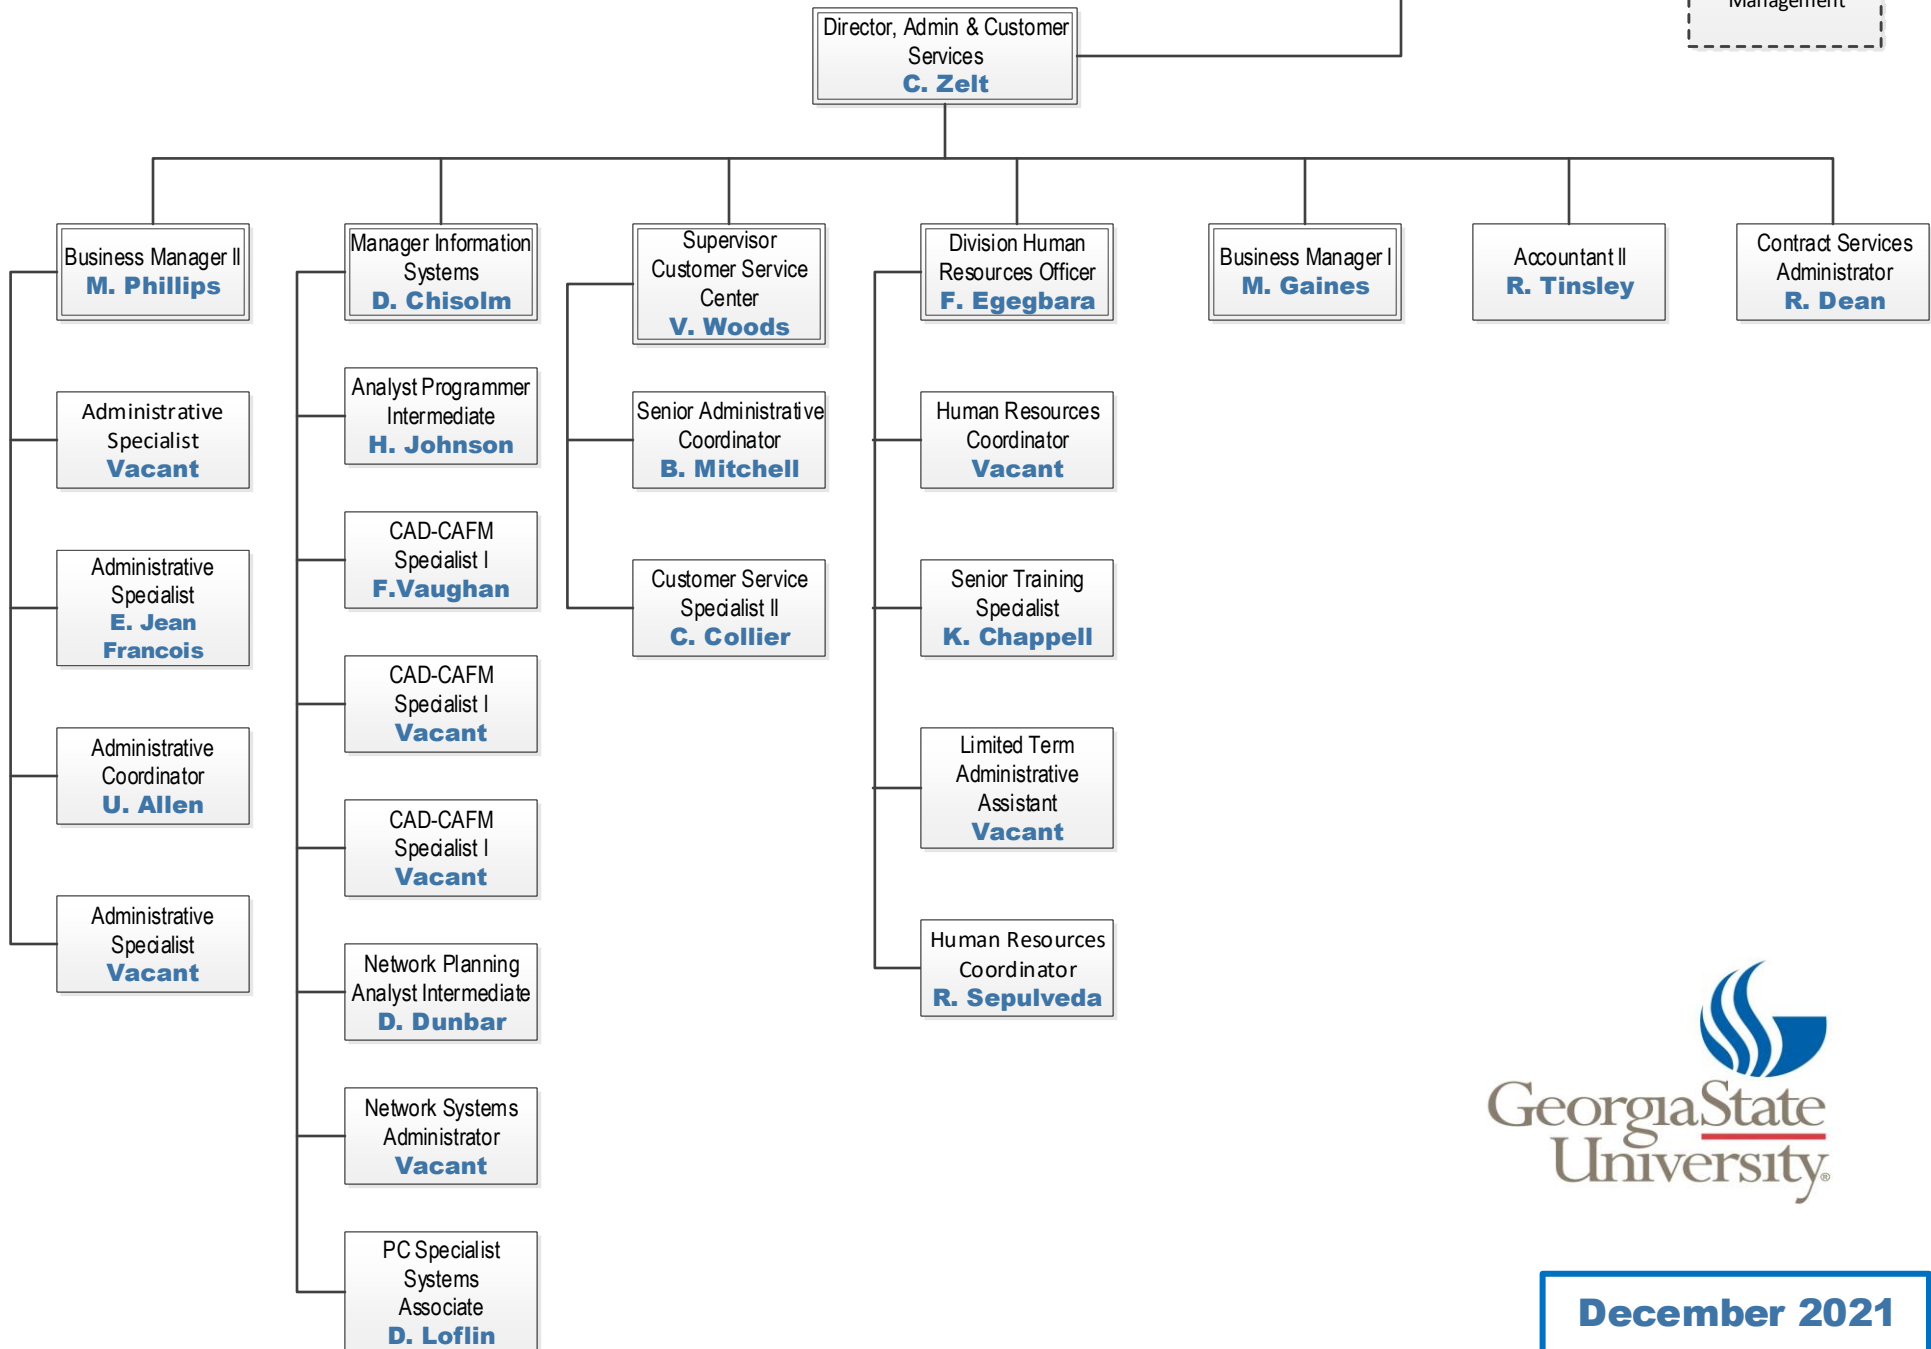 Management
Director, Admin & Customer
Services
C. Zelt
Business Manager II
M. Phillips
Administrative
Specialist
Vacant
Administrative
Specialist
E. Jean
Francois
Administrative
Coordinator
U. Allen
Administrative
Specialist
Vacant
Manager Information
Systems
D. Chisolm
Analyst Programmer
Intermediate
H. Johnson
CAD-CAFM
Specialist I
F.Vaughan
CAD-CAFM
Specialist I
Vacant
CAD-CAFM
Specialist I
Vacant
Network Planning
Analyst Intermediate
D. Dunbar
Network Systems
Administrator
Vacant
PC Specialist
Systems
Associate
D. Loflin
Supervisor
Customer Service
Center
V. Woods
Senior Administrative
Coordinator
B. Mitchell
Customer Service
Specialist II
C. Collier
Division Human
Resources Officer
F. Egegbara
Human Resources
Coordinator
Vacant
Senior Training
Specialist
K. Chappell
Limited Term
Administrative
Assistant
Vacant
Human Resources
Coordinator
R. Sepulveda
Business Manager I
M. Gaines
Accountant II
R. Tinsley
Contract Services
Administrator
R. Dean
GeorgiaState
University®
December 2021